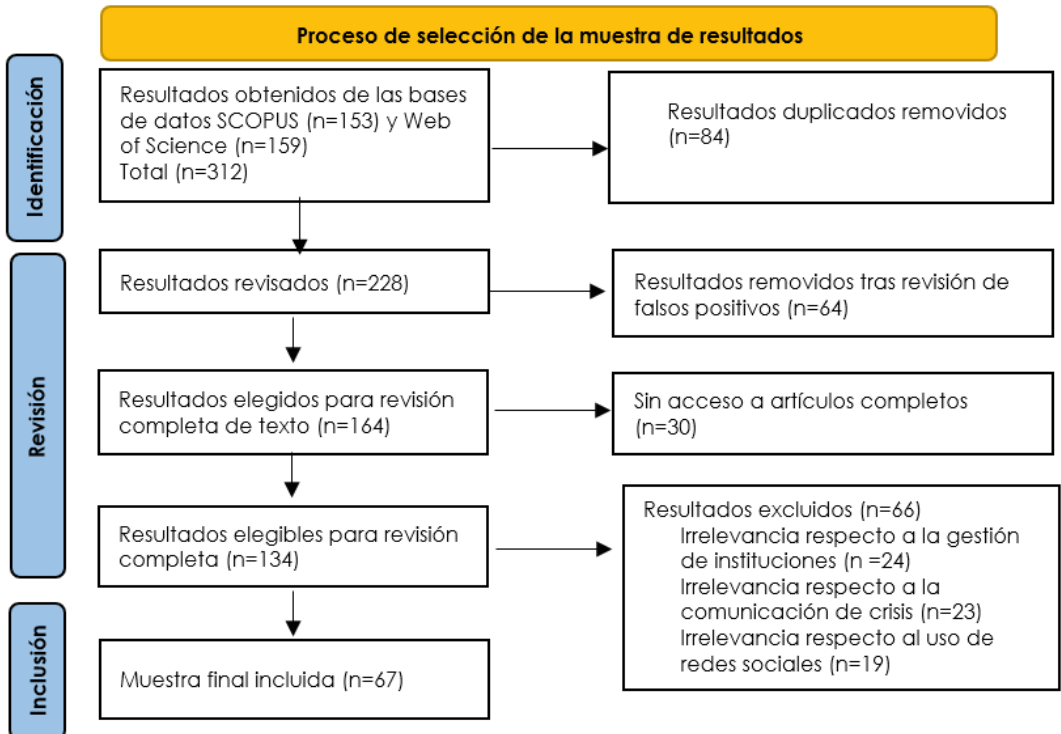 Proceso de selección de la muestra de resultados
Identificación
Resultados obtenidos de las bases
de datos SCOPUS (n=153) y Web
of Science (n=159)
Total (n=312)
Resultados duplicados removidos
(n=84)
Revisión
Resultados revisados (n=228)
Resultados removidos tras revisión de
falsos positivos (n=64)
Resultados elegidos para revisión
completa de texto (n=164)
Sin acceso a artículos completos
(n=30)
Resultados elegibles para revisión
completa (n=134)
Resultados excluidos (n=66)
Irrelevancia respecto a la gestión
de instituciones (n =24)
Irrelevancia respecto a la
comunicación de crisis (n=23)
Irrelevancia respecto al uso de
redes sociales (n=19)
Inclusión
Muestra final incluida (n=67)